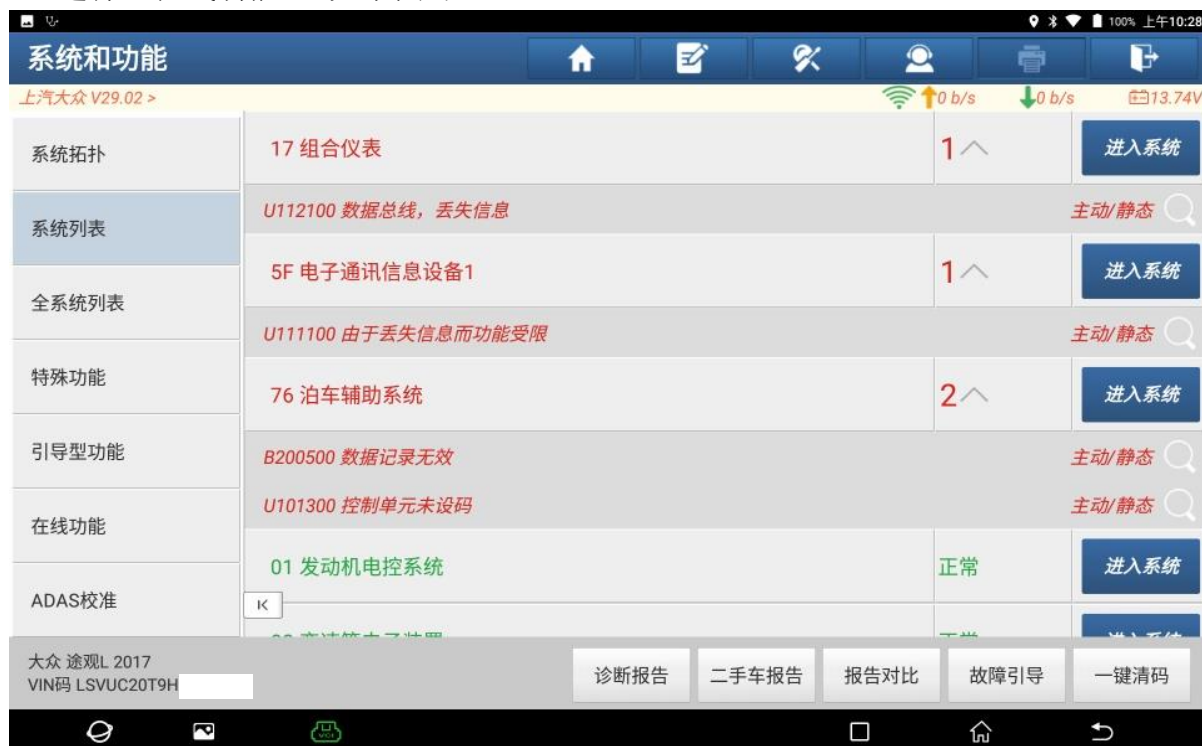 100% 上午10:28
系统和功能
上汽大众 V29.02 >
0 b/s
0 b/s
13.74V
系统拓扑
系统列表
全系统列表
特殊功能
引导型功能
在线功能
ADAS校准
17 组合仪表 1 进入系统
U112100 数据总线，丢失信息 主动/静态
5F 电子通讯信息设备1 1 进入系统
U111100 由于丢失信息而功能受限 主动/静态
76 泊车辅助系统 2 进入系统
B200500 数据记录无效 主动/静态
U101300 控制单元未设码 主动/静态
01 发动机电控系统 正常 进入系统
大众 途观L 2017
VIN码 LSVUC20T9H
诊断报告 二手车报告 报告对比 故障引导 一键清码
VCI